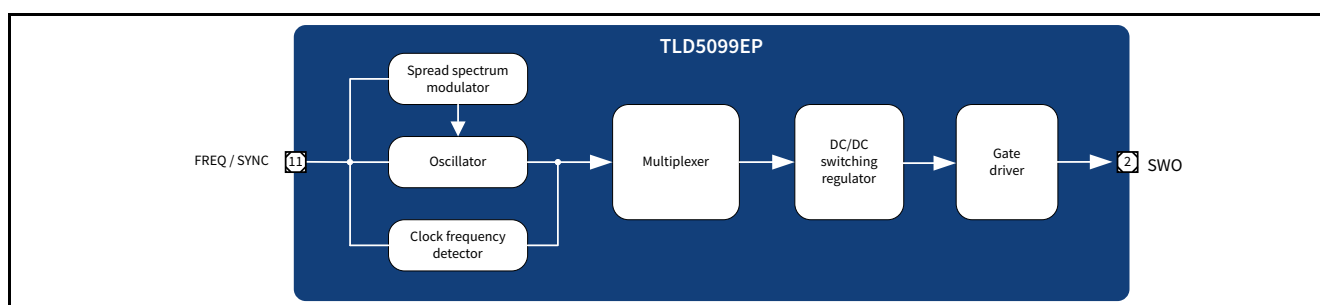 TLD5099EP
Spread spectrum
modulator
FREQ / SYNC
11
Oscillator
Multiplexer
DC/DC
switching
regulator
Gate
driver
2
SWO
Clock frequency
detector